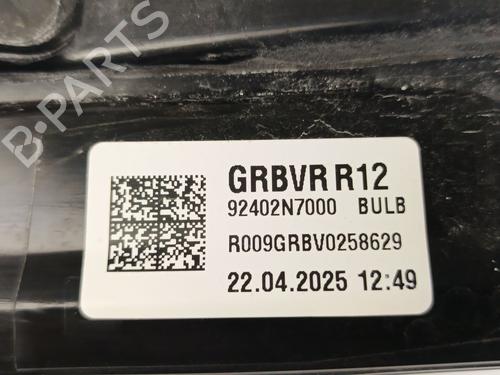 B-PARTS
GRBVR R12
92402N7000 BULB
R009GRBV0258629
22.04.2025 12:49